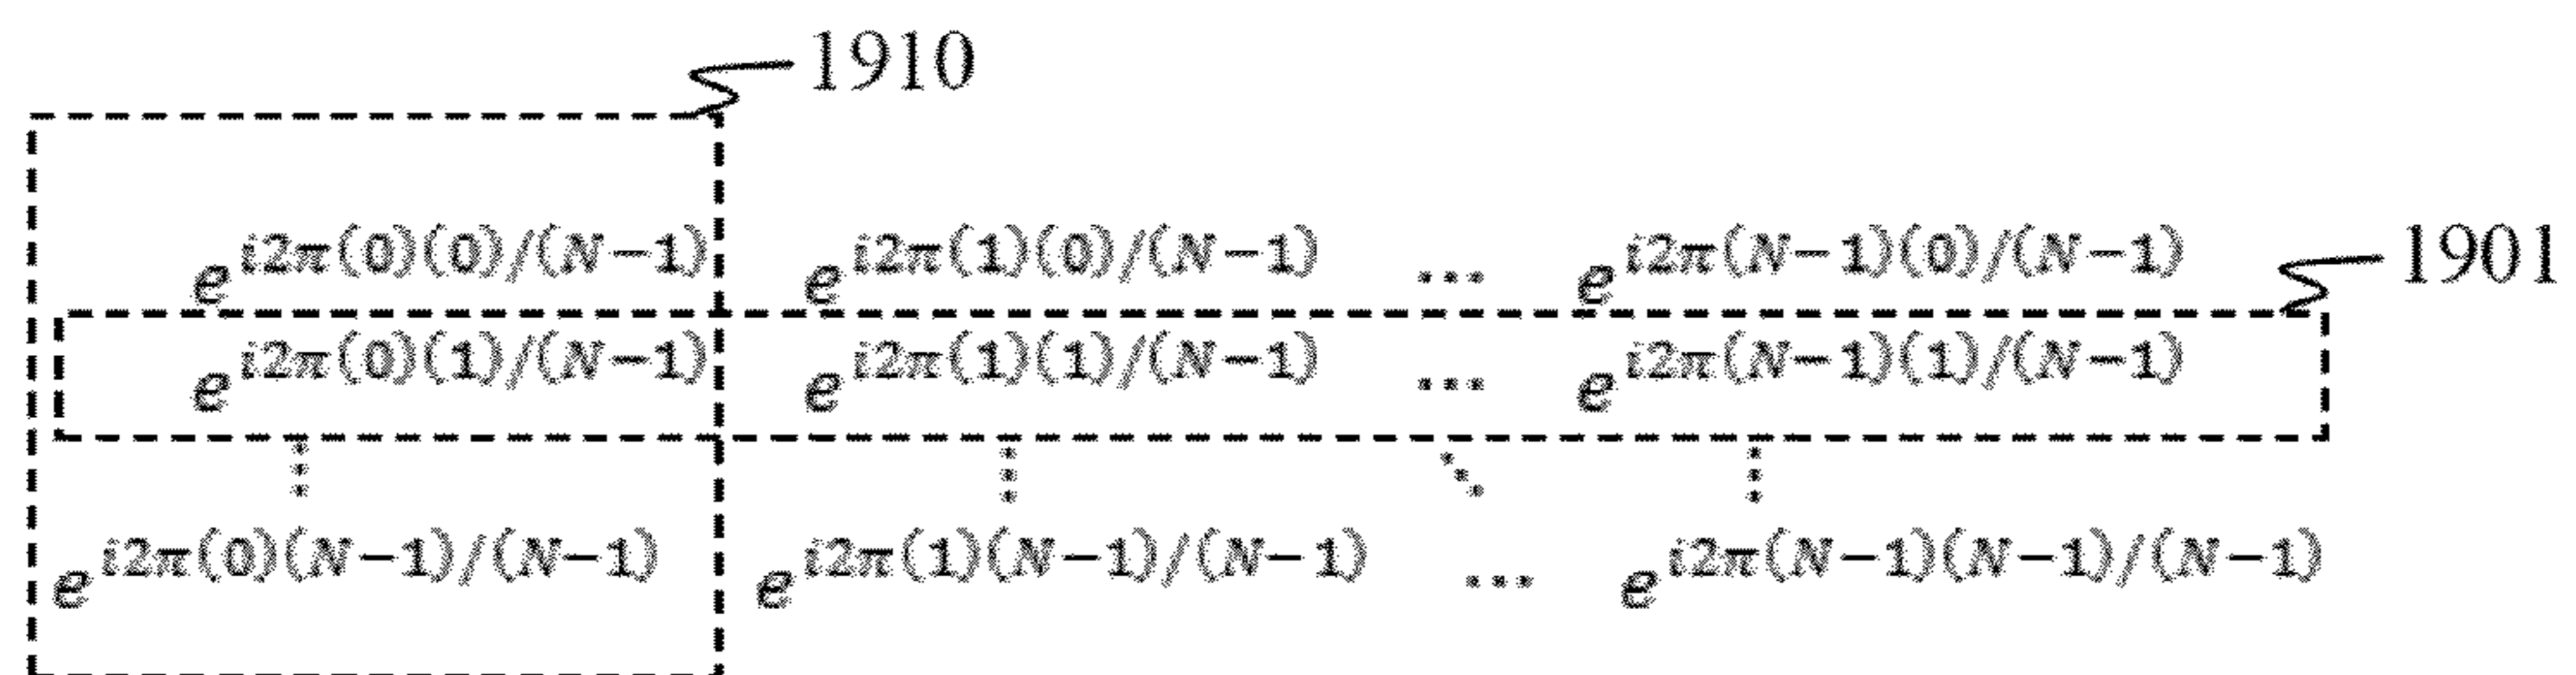 1910
e^{i2π(0)(0)/(N−1)} e^{i2π(1)(0)/(N−1)} ... e^{i2π(N−1)(0)/(N−1)} 1901
e^{i2π(0)(1)/(N−1)} e^{i2π(1)(1)/(N−1)} ... e^{i2π(N−1)(1)/(N−1)}
⋮ ⋮ ⋱ ⋮
e^{i2π(0)(N−1)/(N−1)} e^{i2π(1)(N−1)/(N−1)} ... e^{i2π(N−1)(N−1)/(N−1)}